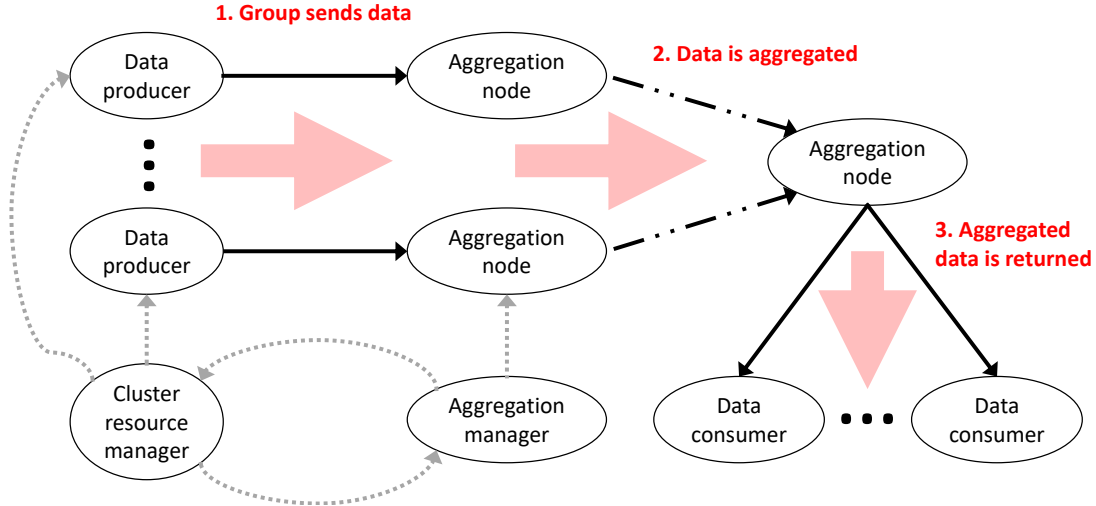 1. Group sends data
Data
producer
Aggregation
node
2. Data is aggregated
Aggregation
node
Data
producer
Aggregation
node
3. Aggregated
data is returned
Cluster
resource
manager
Aggregation
manager
Data
consumer
Data
consumer